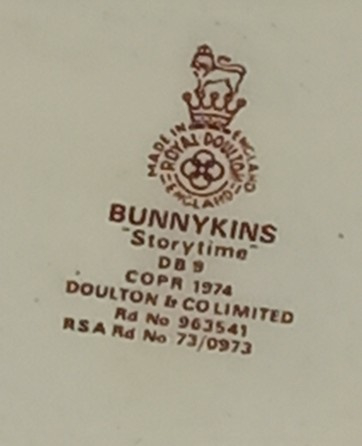 MADE IN ENGLAND
ROYAL DOULTON
ENGLAND
BUNNYKINS
"Storytime"
DB 9
COPR 1974
DOULTON & CO LIMITED
Rd No 963541
RSA Rd No 73/0973